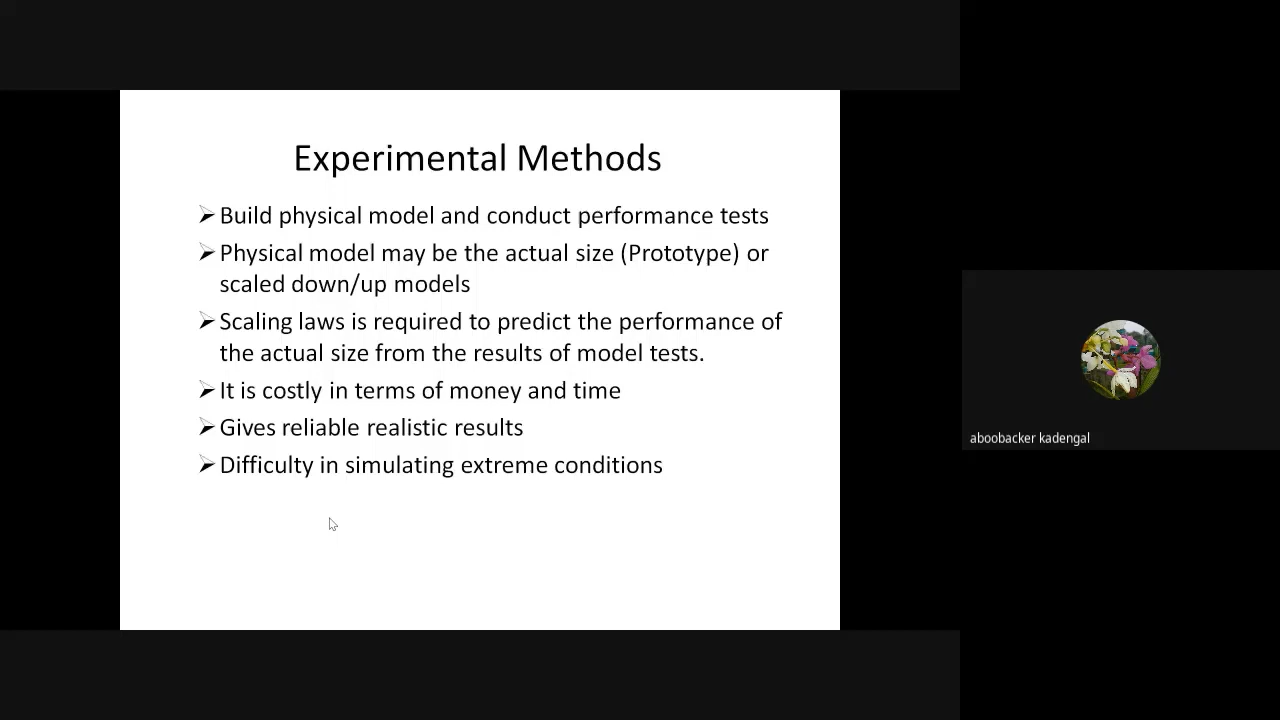 Experimental Methods
➢Build physical model and conduct performance tests
➢Physical model may be the actual size (Prototype) or
scaled down/up models
➢Scaling laws is required to predict the performance of
the actual size from the results of model tests.
➢It is costly in terms of money and time
➢Gives reliable realistic results
➢Difficulty in simulating extreme conditions
aboobacker kadengal